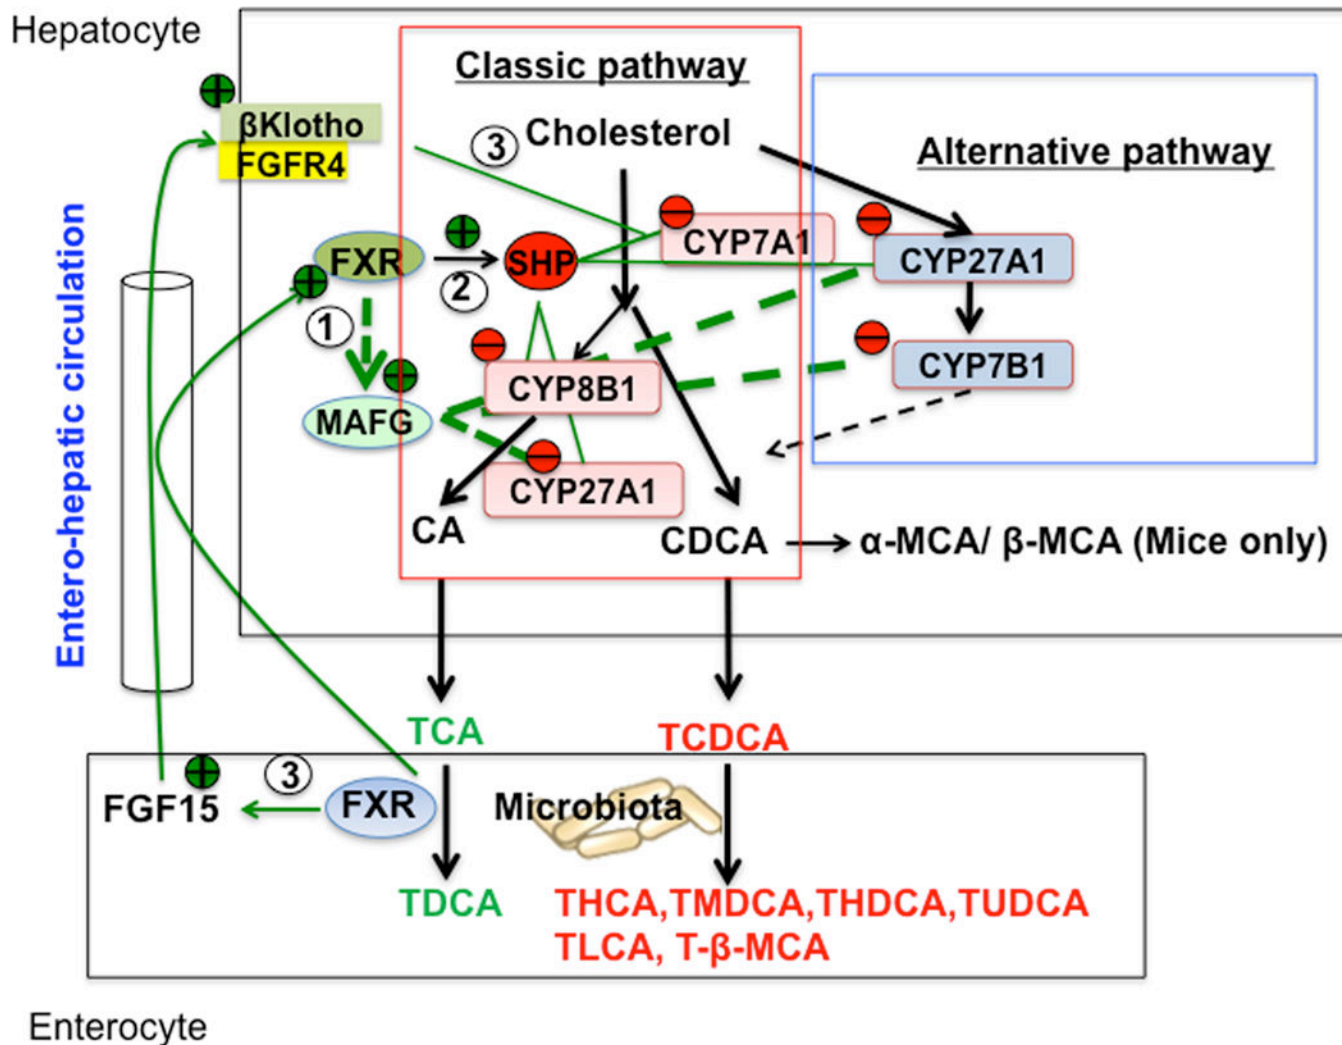 Hepatocyte
Classic pathway
βKlotho
FGFR4
3
Cholesterol
Alternative pathway
Entero-hepatic circulation
FXR
2
SHP
CYP7A1
CYP27A1
1
CYP7B1
CYP8B1
MAFG
CYP27A1
CA
CDCA
α-MCA/ β-MCA (Mice only)
TCA
TCDCA
FGF15
3
FXR
Microbiota
TDCA
THCA,TMDCA,THDCA,TUDCA
TLCA, T-β-MCA
Enterocyte